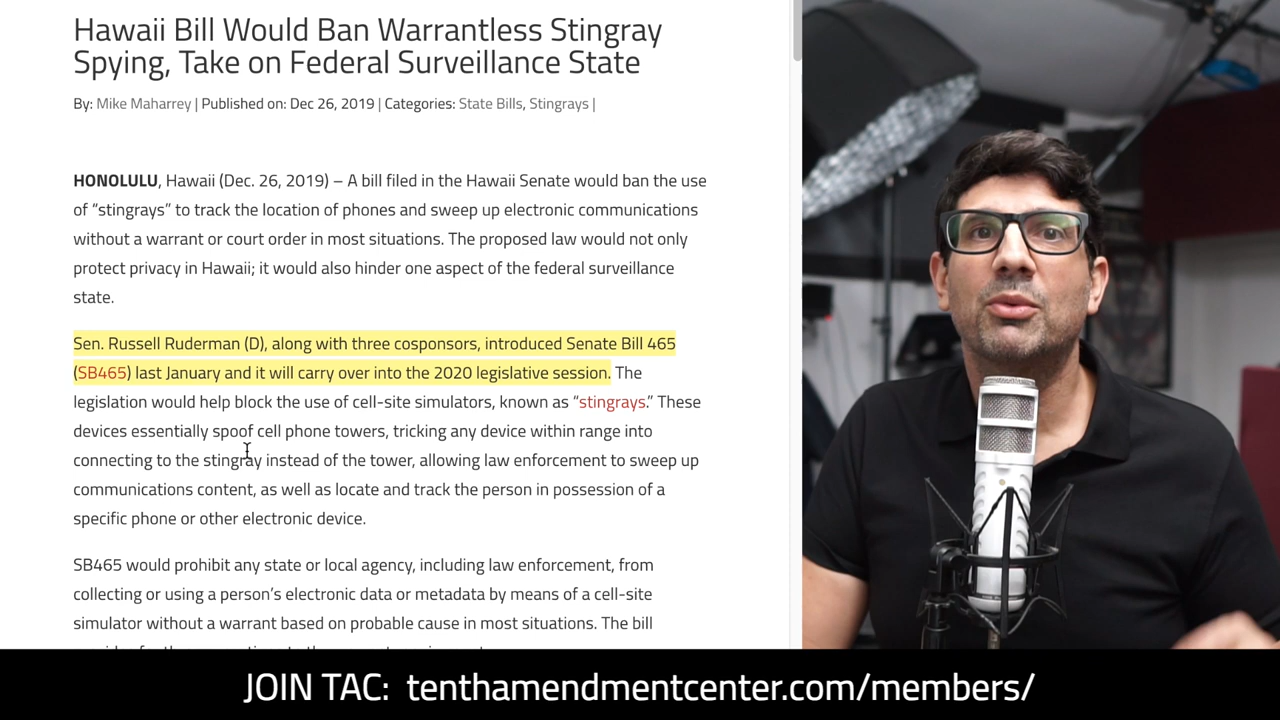 Hawaii Bill Would Ban Warrantless Stingray
Spying, Take on Federal Surveillance State
By: Mike Maharrey | Published on: Dec 26, 2019 | Categories: State Bills, Stingrays |
HONOLULU, Hawaii (Dec. 26, 2019) – A bill filed in the Hawaii Senate would ban the use
of “stingrays” to track the location of phones and sweep up electronic communications
without a warrant or court order in most situations. The proposed law would not only
protect privacy in Hawaii; it would also hinder one aspect of the federal surveillance
state.
Sen. Russell Ruderman (D), along with three cosponsors, introduced Senate Bill 465
(SB465) last January and it will carry over into the 2020 legislative session. The
legislation would help block the use of cell-site simulators, known as “stingrays.” These
devices essentially spoof cell phone towers, tricking any device within range into
connecting to the stingray instead of the tower, allowing law enforcement to sweep up
communications content, as well as locate and track the person in possession of a
specific phone or other electronic device.
SB465 would prohibit any state or local agency, including law enforcement, from
collecting or using a person’s electronic data or metadata by means of a cell-site
simulator without a warrant based on probable cause in most situations. The bill
JOIN TAC: tenthamendmentcenter.com/members/